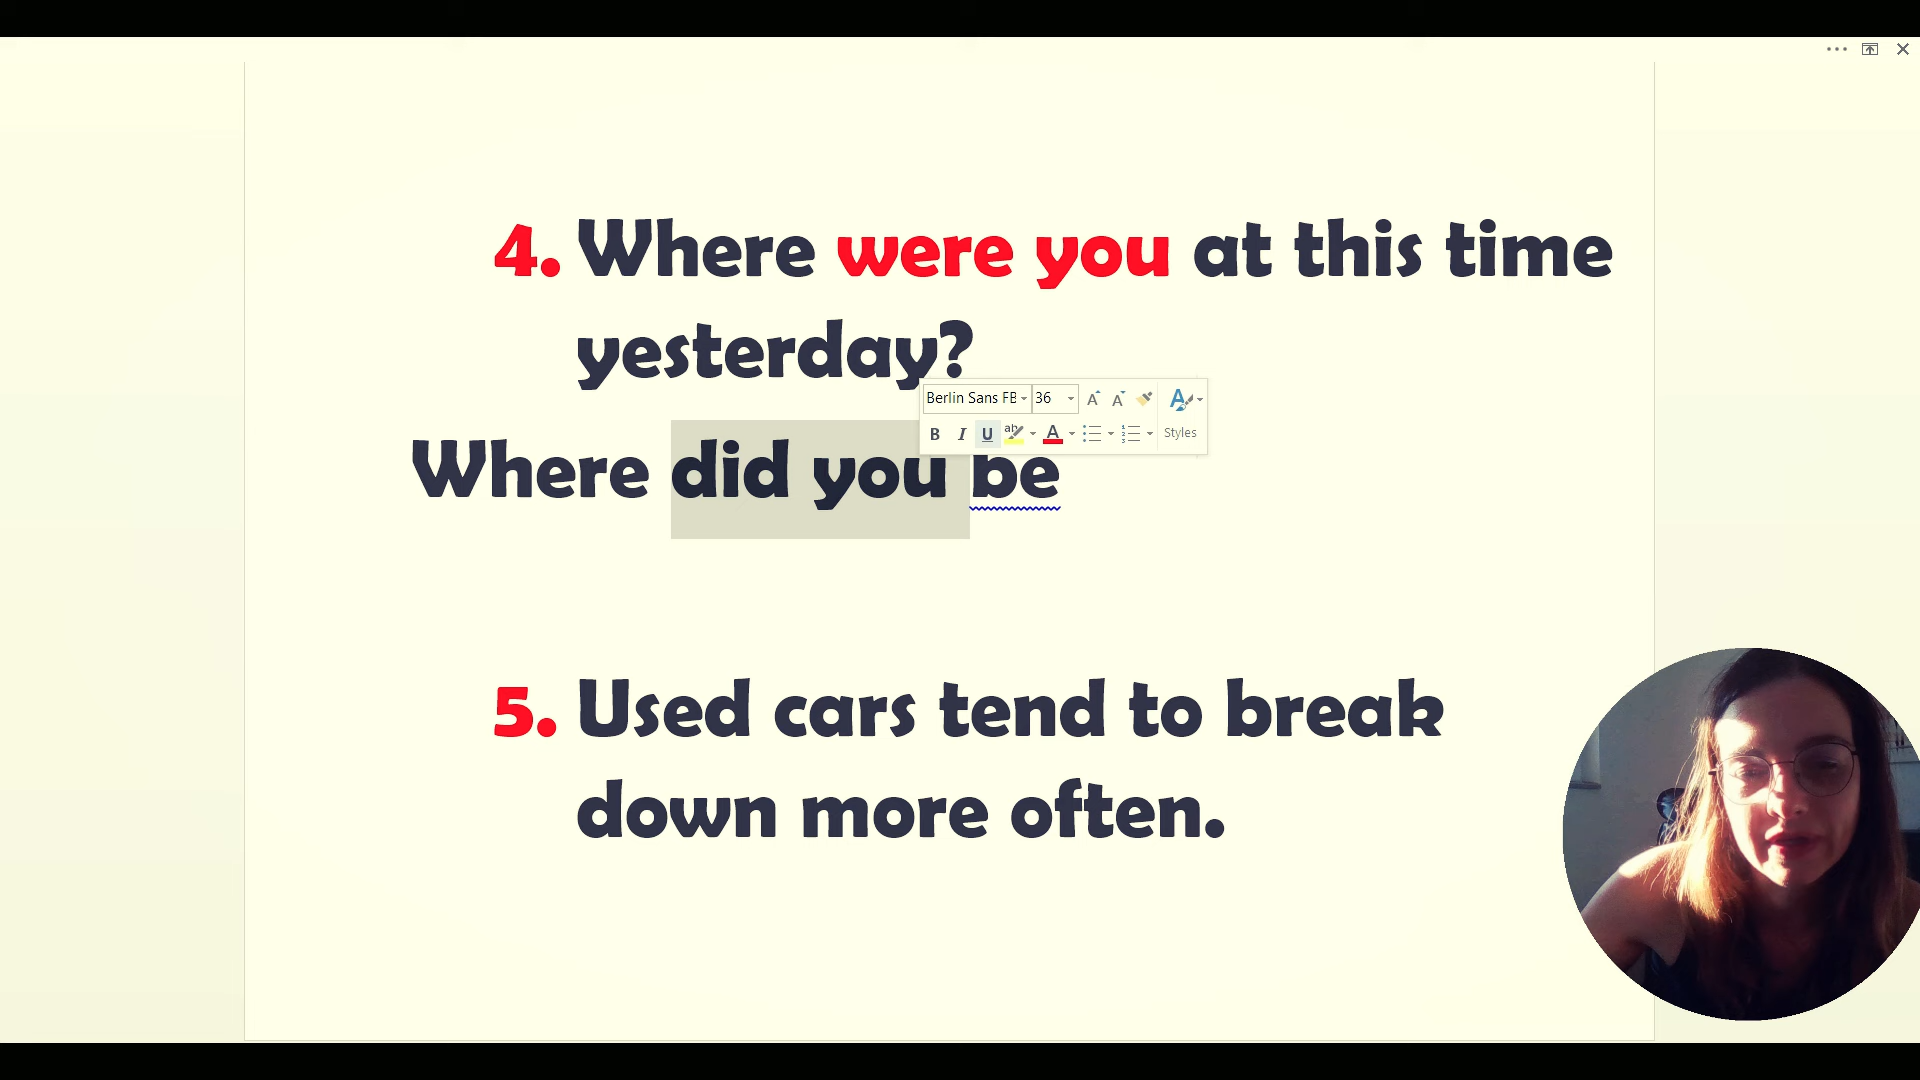 4. Where were you at this time
yesterday?
Berlin Sans FB 36
B I U ab A Styles
Where did you be
5. Used cars tend to break
down more often.